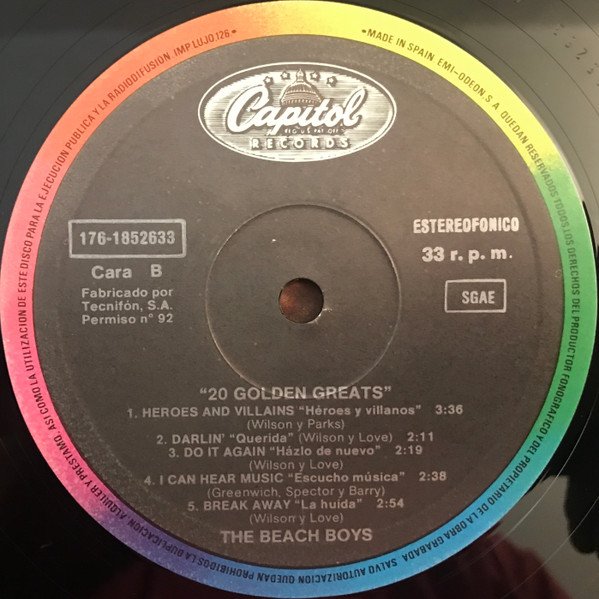 RESERVADOS TODOS LOS DERECHOS DEL PRODUCTOR FONOGRAFICO Y DEL PROPIETARIO DE LA OBRA GRABADA. SALVO AUTORIZACION QUEDAN PROHIBIDOS LA DUPLICACION, ALQUILER Y PRESTAMO, ASI COMO LA UTILIZACION DE ESTE DISCO PARA LA EJECUCION PUBLICA Y LA RADIODIFUSION. IMP LUJO 126 •
• MADE IN SPAIN, EMI-ODEON S.A. QUEDAN
Capitol
REG. U.S. PAT. OFF.
RECORDS
176-1852633
Cara B
Fabricado por
Tecnifón, S.A.
Permiso n° 92
ESTEREOFONICO
33 r. p. m.
SGAE
"20 GOLDEN GREATS"
1. HEROES AND VILLAINS "Héroes y villanos" 3:36
(Wilson y Parks)
2. DARLIN' "Querida" (Wilson y Love) 2:11
3. DO IT AGAIN "Házlo de nuevo" 2:19
(Wilson y Love)
4. I CAN HEAR MUSIC "Escucho música" 2:38
(Greenwich, Spector y Barry)
5. BREAK AWAY "La huida" 2:54
(Wilson y Love)
THE BEACH BOYS